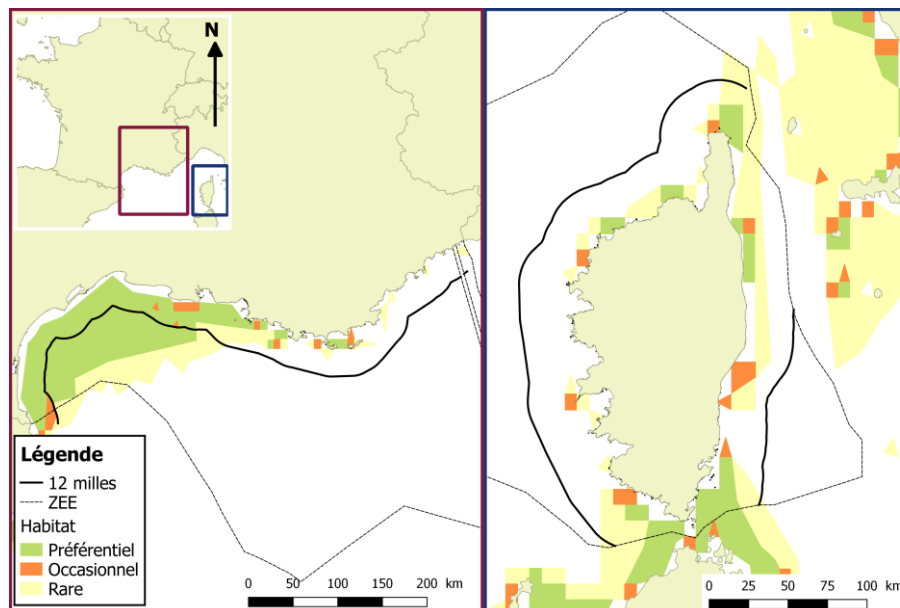 N
Légende
12 milles
ZEE
Habitat
Préférentiel
Occasionnel
Rare
0 50 100 150 200 km
0 25 50 75 100 km